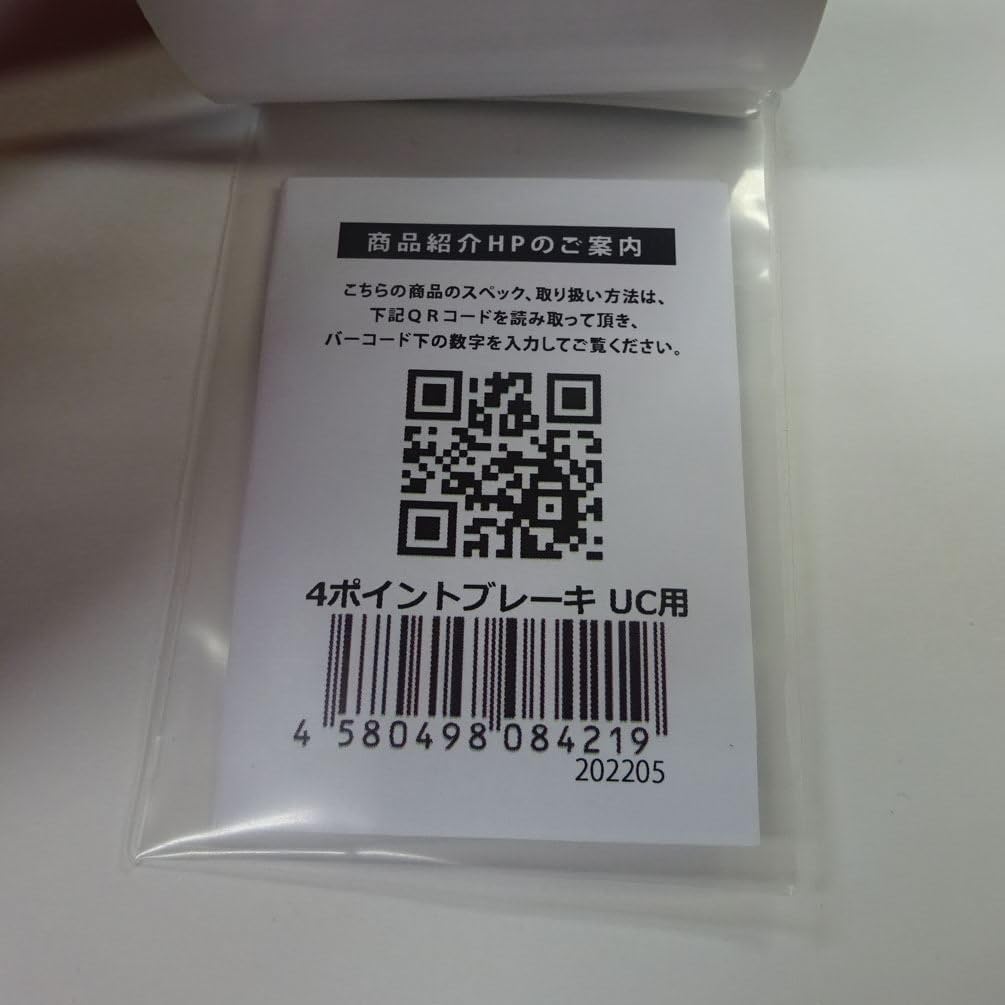 商品紹介HPのご案内
こちらの商品のスペック、取り扱い方法は、
下記QRコードを読み取って頂き、
バーコード下の数字を入力してご覧ください。
4ポイントブレーキ UC用
4 580498 084219
202205